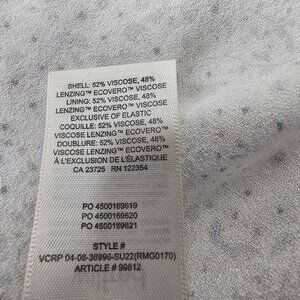 SHELL: 52% VISCOSE, 48%
LENZING™ ECOVERO™ VISCOSE
LINING: 52% VISCOSE, 48%
LENZING™ ECOVERO™ VISCOSE
EXCLUSIVE OF ELASTIC
COQUILLE: 52% VISCOSE, 48%
VISCOSE LENZING™ ECOVERO™
DOUBLURE: 52% VISCOSE, 48%
VISCOSE LENZING™ ECOVERO™
À L'EXCLUSION DE L'ÉLASTIQUE
CA 23725 RN 122354
PO 4500169619
PO 4500169620
PO 4500169621
STYLE #
VCRP 04-08-36996-SU22(RMG0170)
ARTICLE # 99812